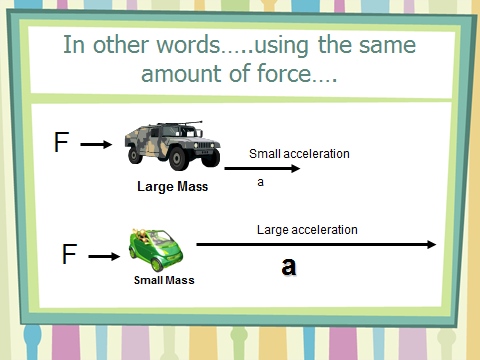 In other words…..using the same
amount of force….
F
Small acceleration
Large Mass
a
Large acceleration
F
a
Small Mass